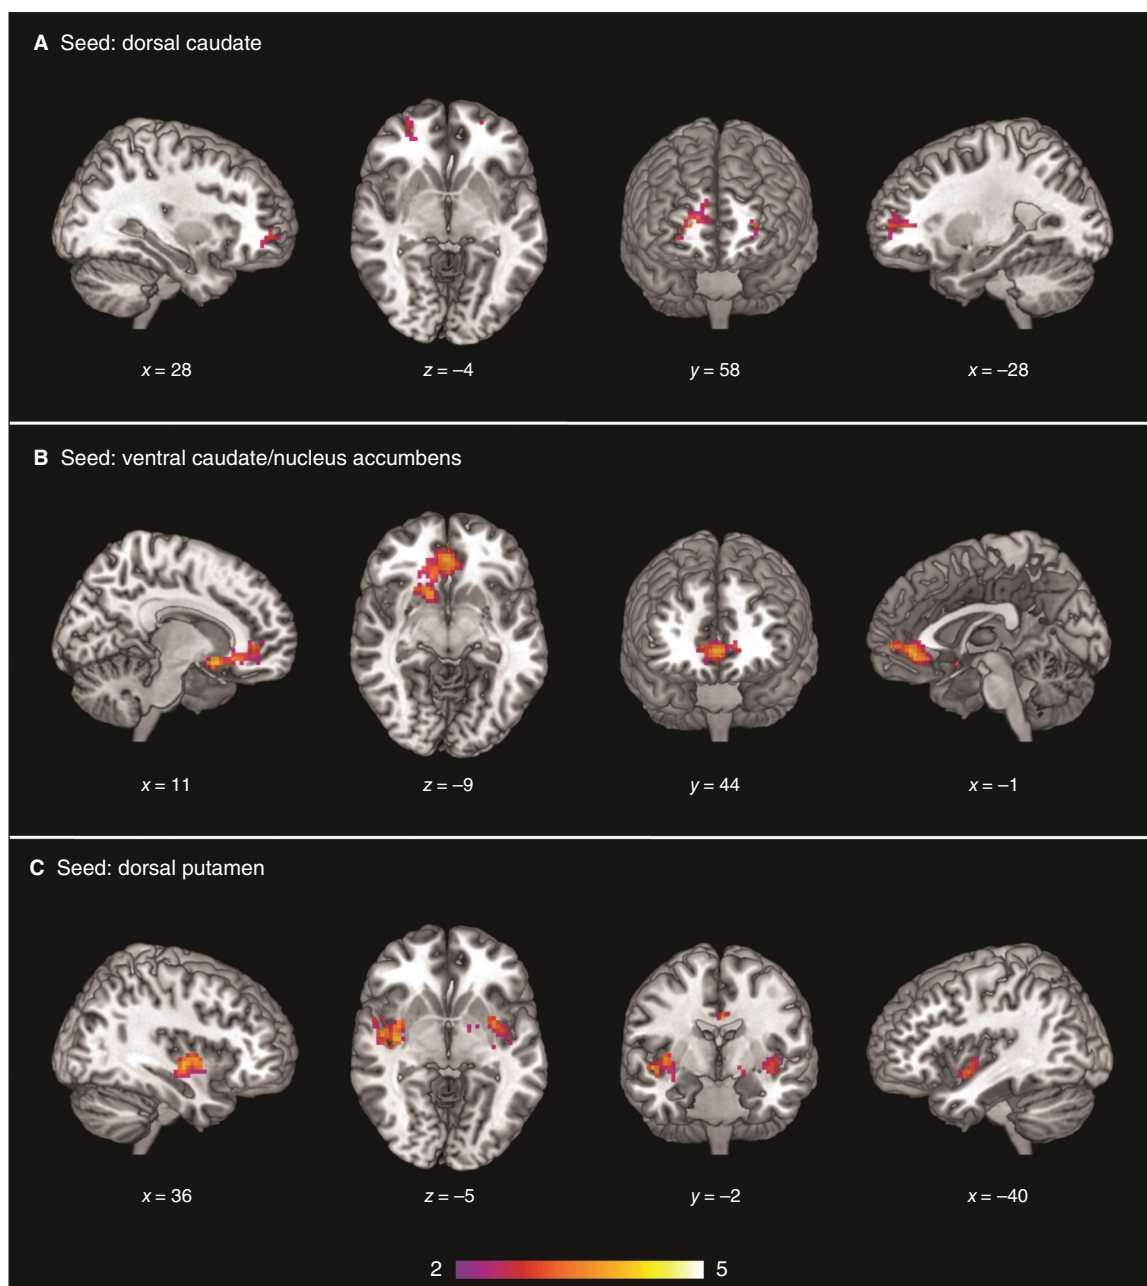 A Seed: dorsal caudate
x = 28
z = –4
y = 58
x = –28
B Seed: ventral caudate/nucleus accumbens
x = 11
z = –9
y = 44
x = –1
C Seed: dorsal putamen
x = 36
z = –5
y = –2
x = –40
2 5